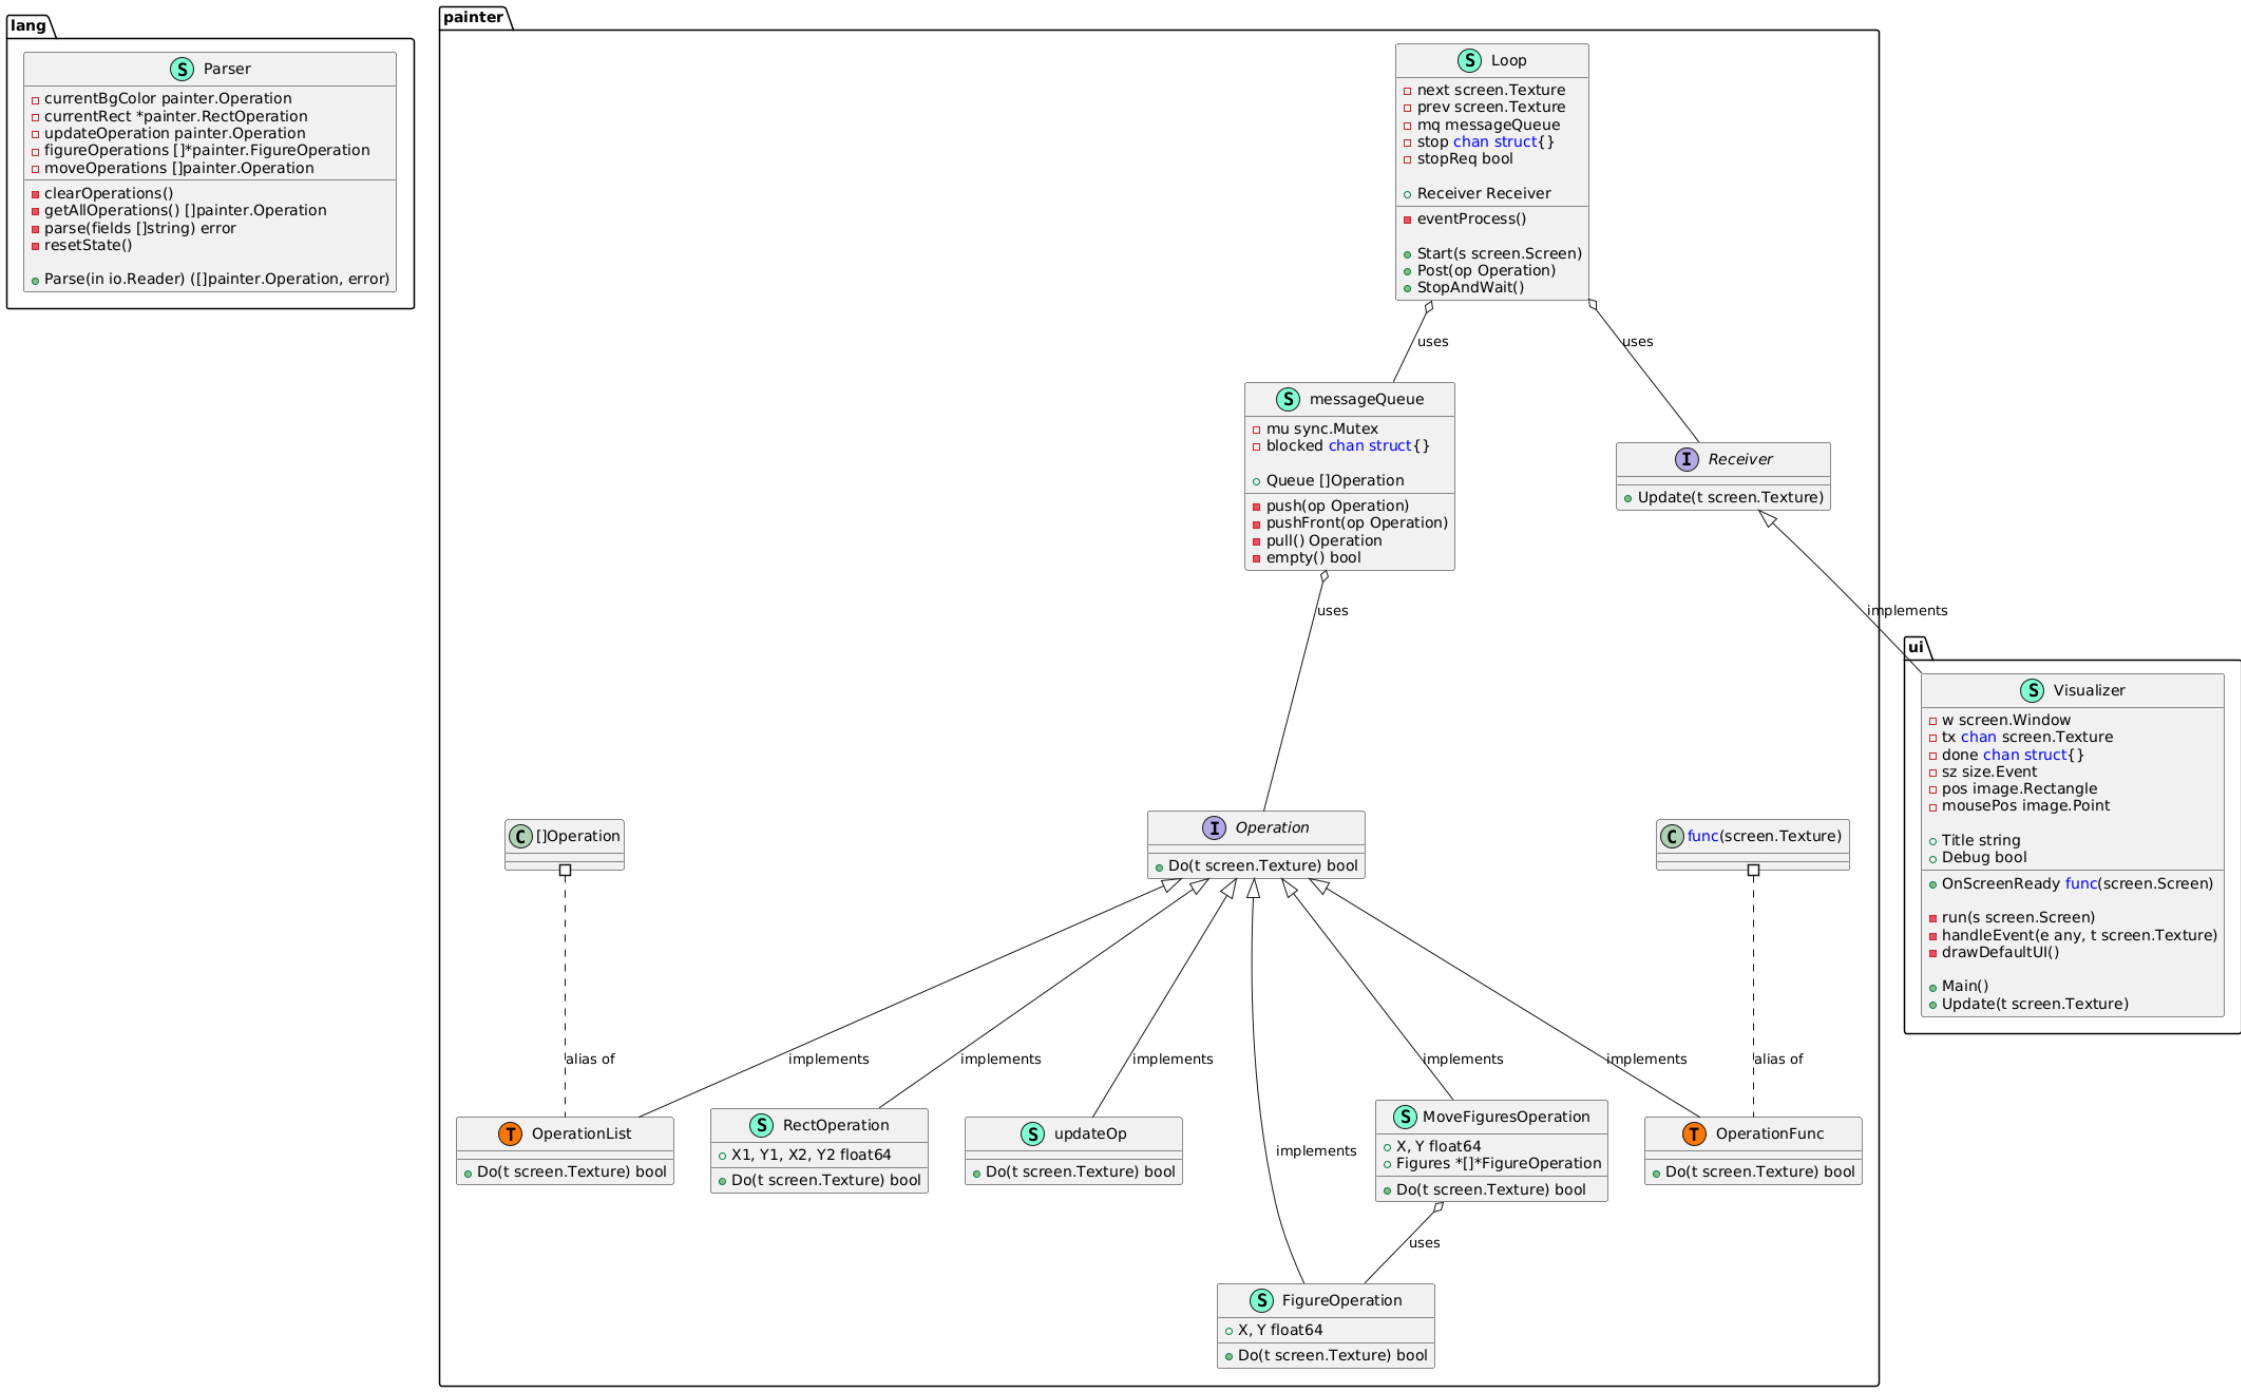 lang
S Parser
currentBgColor painter.Operation
currentRect *painter.RectOperation
updateOperation painter.Operation
figureOperations []*painter.FigureOperation
moveOperations []painter.Operation
clearOperations()
getAllOperations() []painter.Operation
parse(fields []string) error
resetState()
Parse(in io.Reader) ([]painter.Operation, error)
painter
S Loop
next screen.Texture
prev screen.Texture
mq messageQueue
stop chan struct{}
stopReq bool
Receiver Receiver
eventProcess()
Start(s screen.Screen)
Post(op Operation)
StopAndWait()
uses
uses
S messageQueue
mu sync.Mutex
blocked chan struct{}
Queue []Operation
push(op Operation)
pushFront(op Operation)
pull() Operation
empty() bool
I Receiver
Update(t screen.Texture)
uses
implements
ui
S Visualizer
w screen.Window
tx chan screen.Texture
done chan struct{}
sz size.Event
pos image.Rectangle
mousePos image.Point
Title string
Debug bool
OnScreenReady func(screen.Screen)
run(s screen.Screen)
handleEvent(e any, t screen.Texture)
drawDefaultUI()
Main()
Update(t screen.Texture)
C []Operation
I Operation
Do(t screen.Texture) bool
C func(screen.Texture)
alias of
implements
implements
implements
implements
implements
alias of
T OperationList
Do(t screen.Texture) bool
S RectOperation
X1, Y1, X2, Y2 float64
Do(t screen.Texture) bool
S updateOp
Do(t screen.Texture) bool
implements
S MoveFiguresOperation
X, Y float64
Figures *[]*FigureOperation
Do(t screen.Texture) bool
T OperationFunc
Do(t screen.Texture) bool
uses
S FigureOperation
X, Y float64
Do(t screen.Texture) bool